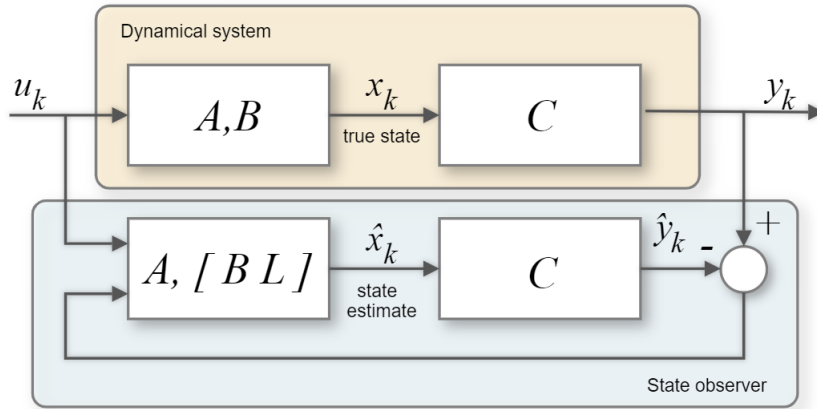 Dynamical system
u_k
A,B
x_k
true state
C
y_k
A, [ B L ]
x̂_k
state
estimate
C
ŷ_k
-
+
State observer